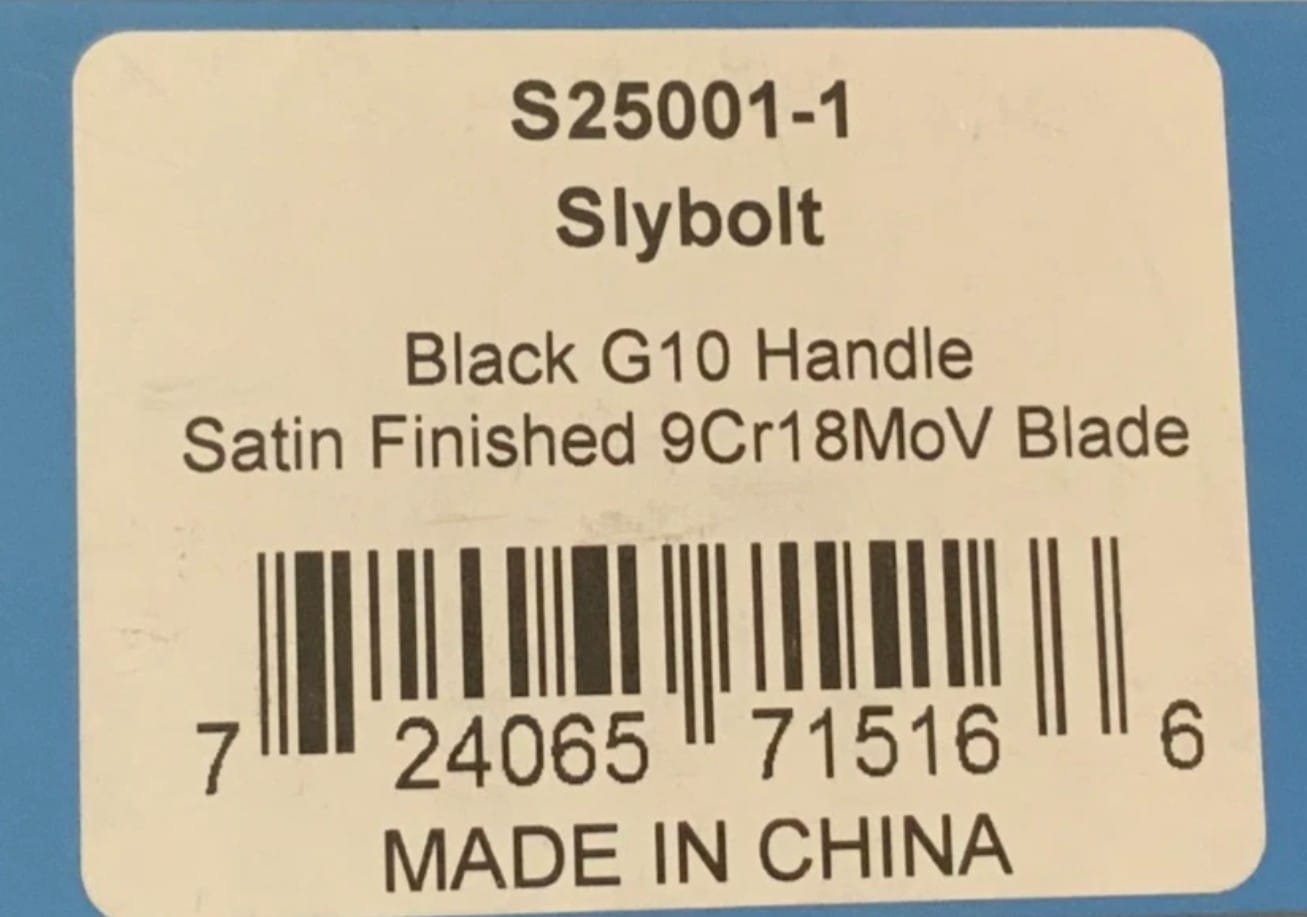 S25001-1
Slybolt
Black G10 Handle
Satin Finished 9Cr18MoV Blade
7 24065 71516 6
MADE IN CHINA